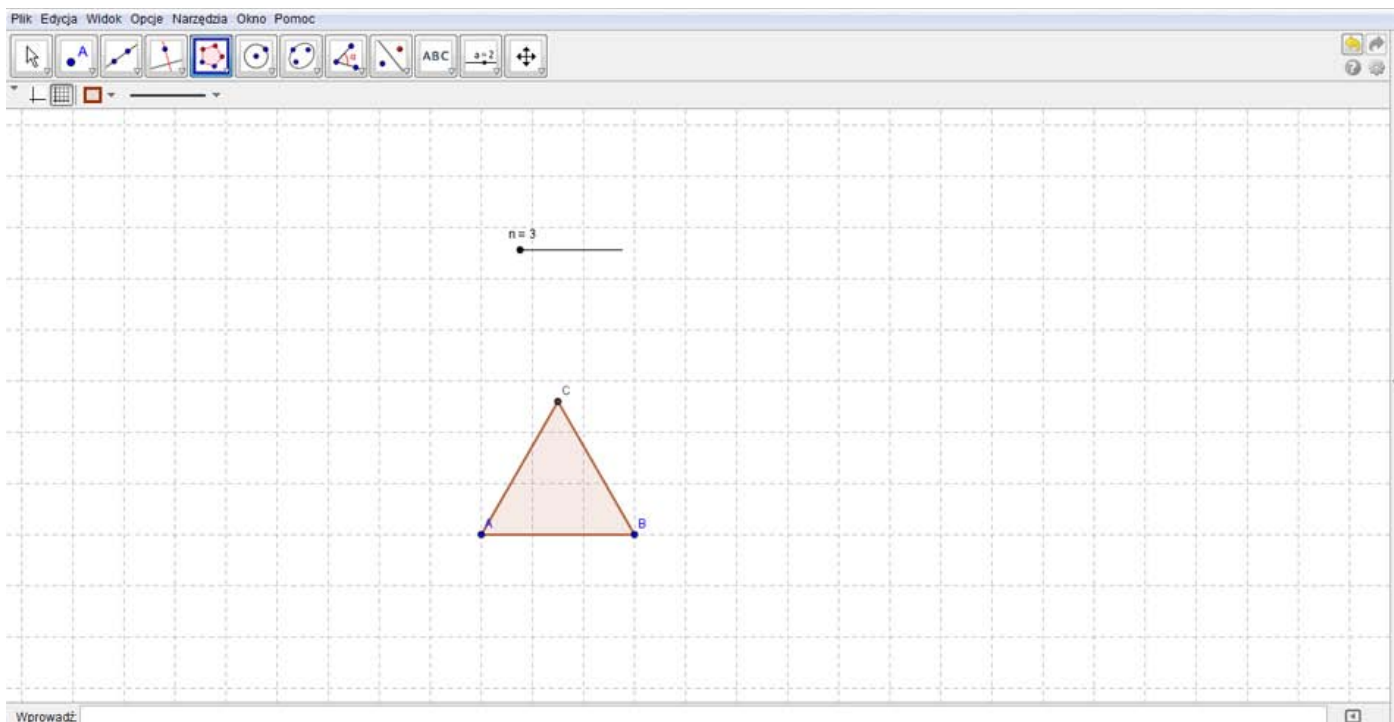 Plik Edycja Widok Opcje Narzędzia Okno Pomoc
A α ABC a=2
n = 3
C
A B
Wprowadź: